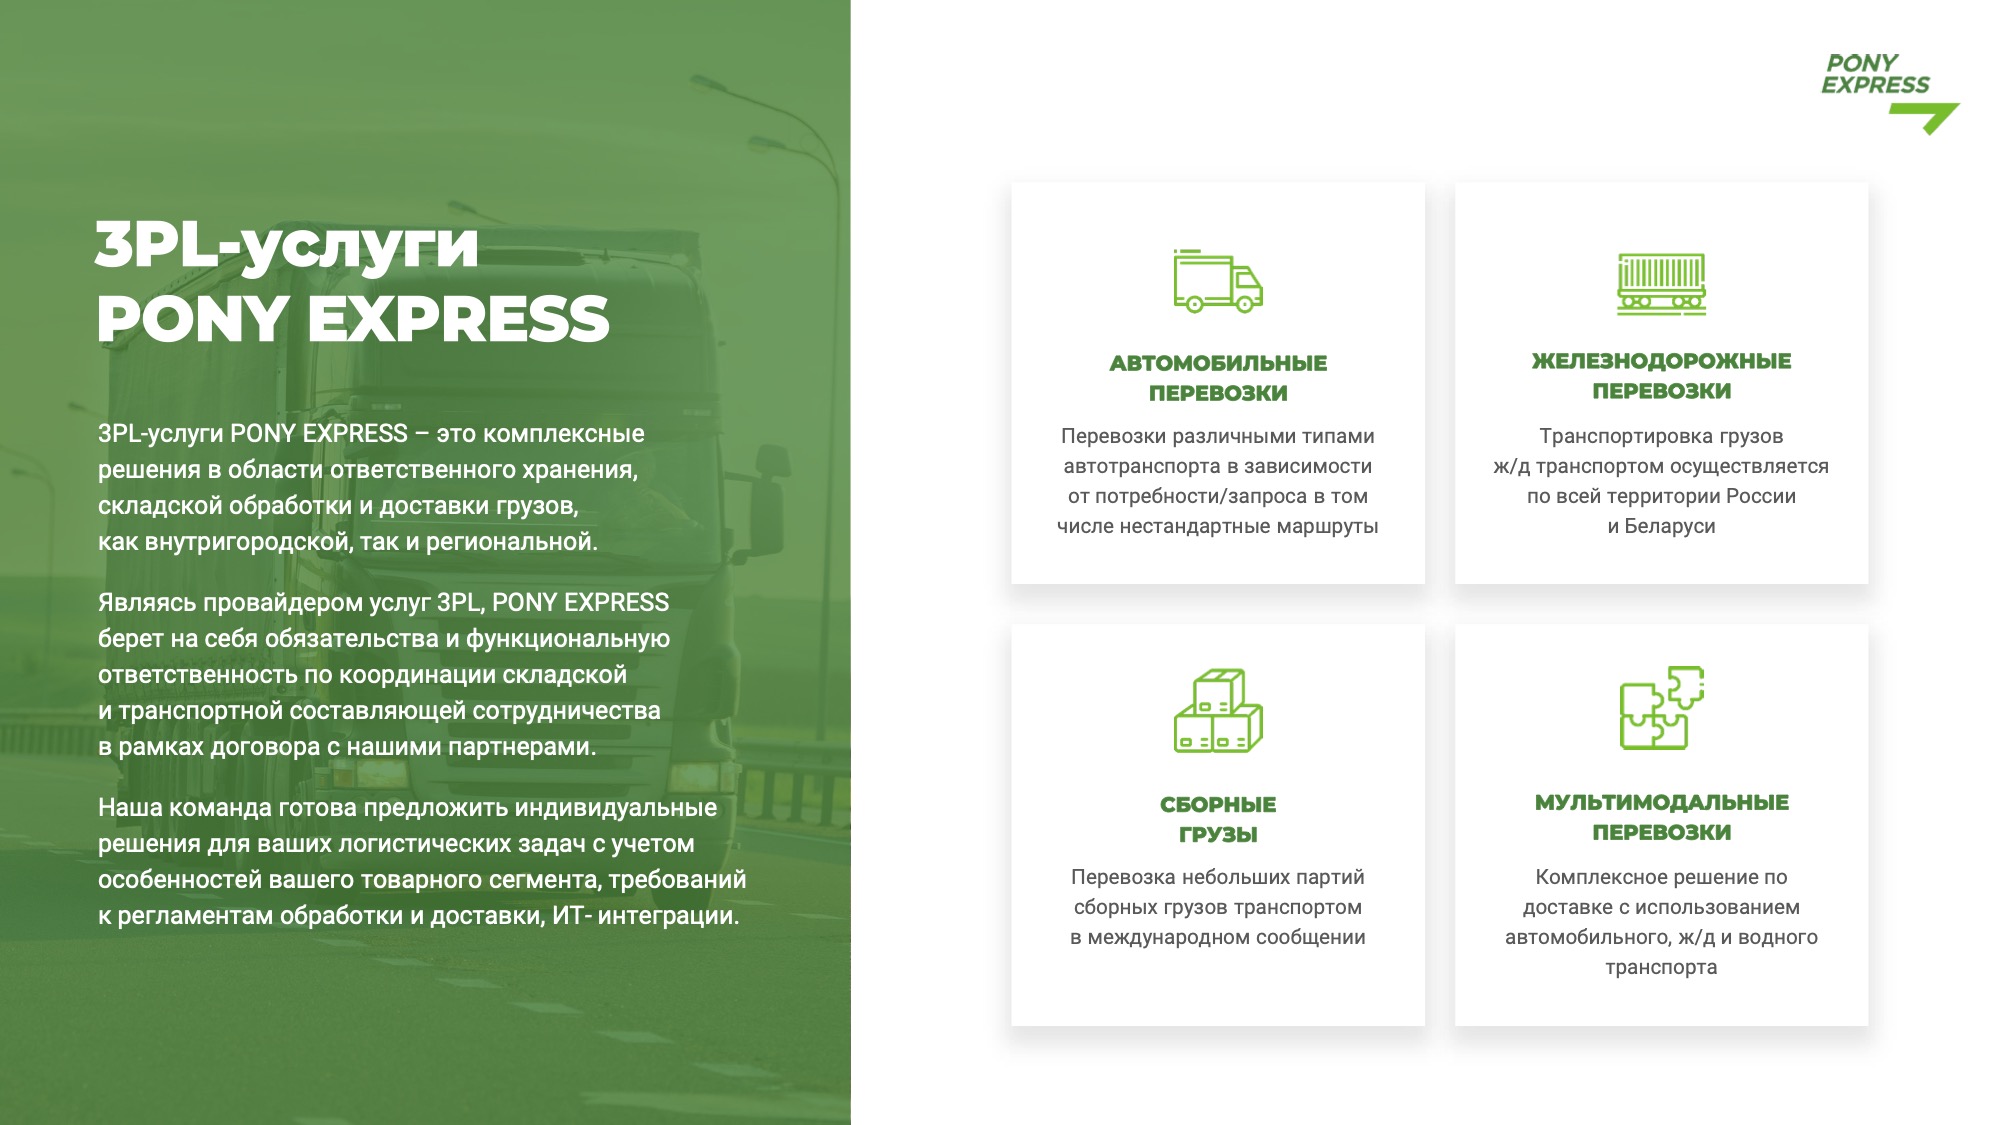 3PL-услуги
PONY EXPRESS
3PL-услуги PONY EXPRESS – это комплексные
решения в области ответственного хранения,
складской обработки и доставки грузов,
как внутригородской, так и региональной.
Являясь провайдером услуг 3PL, PONY EXPRESS
берет на себя обязательства и функциональную
ответственность по координации складской
и транспортной составляющей сотрудничества
в рамках договора с нашими партнерами.
Наша команда готова предложить индивидуальные
решения для ваших логистических задач с учетом
особенностей вашего товарного сегмента, требований
к регламентам обработки и доставки, ИТ- интеграции.
PONY
EXPRESS
АВТОМОБИЛЬНЫЕ
ПЕРЕВОЗКИ
Перевозки различными типами
автотранспорта в зависимости
от потребности/запроса в том
числе нестандартные маршруты
ЖЕЛЕЗНОДОРОЖНЫЕ
ПЕРЕВОЗКИ
Транспортировка грузов
ж/д транспортом осуществляется
по всей территории России
и Беларуси
СБОРНЫЕ
ГРУЗЫ
Перевозка небольших партий
сборных грузов транспортом
в международном сообщении
МУЛЬТИМОДАЛЬНЫЕ
ПЕРЕВОЗКИ
Комплексное решение по
доставке с использованием
автомобильного, ж/д и водного
транспорта